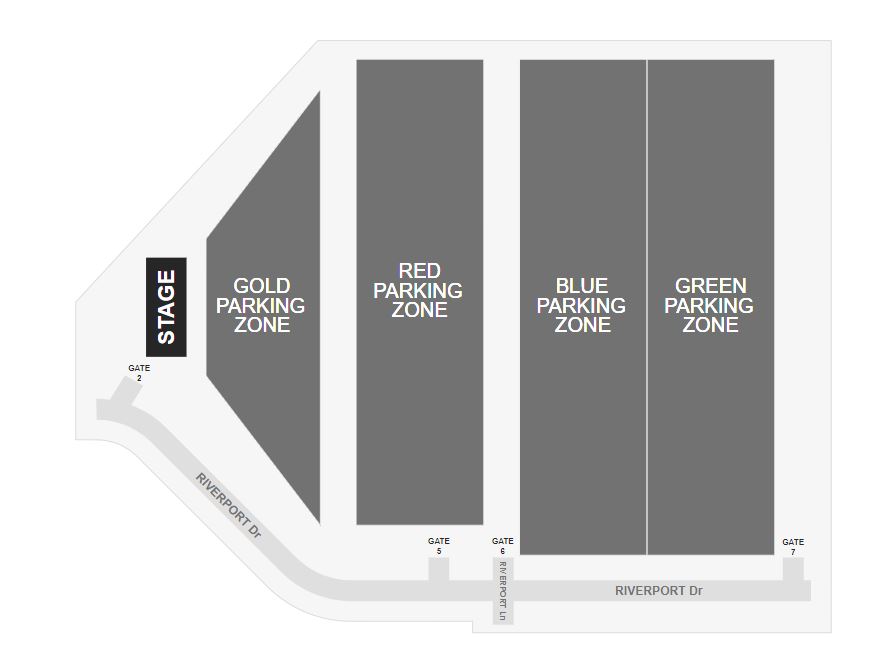 STAGE
GOLD
PARKING
ZONE
RED
PARKING
ZONE
BLUE
PARKING
ZONE
GREEN
PARKING
ZONE
GATE
2
RIVERPORT Dr
GATE
5
GATE
6
RIVERPORT Ln
GATE
7
RIVERPORT Dr